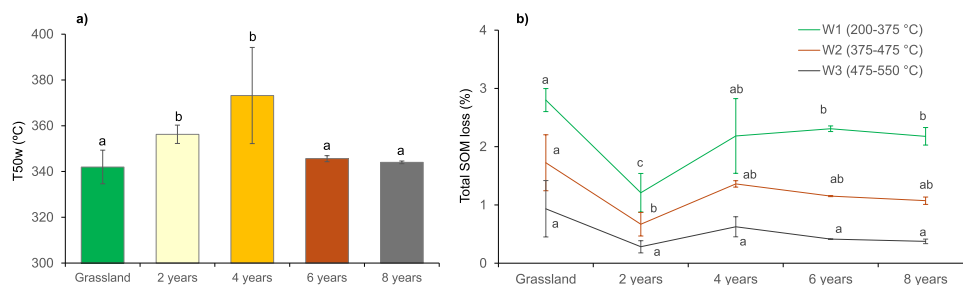 a)
T50w (ºC)
400
380
360
340
320
300
a
b
b
a
a
Grassland
2 years
4 years
6 years
8 years
b)
Total SOM loss (%)
4
3
2
1
0
W1 (200-375 °C)
W2 (375-475 °C)
W3 (475-550 °C)
a
c
ab
b
b
a
b
ab
ab
ab
a
a
a
a
a
Grassland
2 years
4 years
6 years
8 years